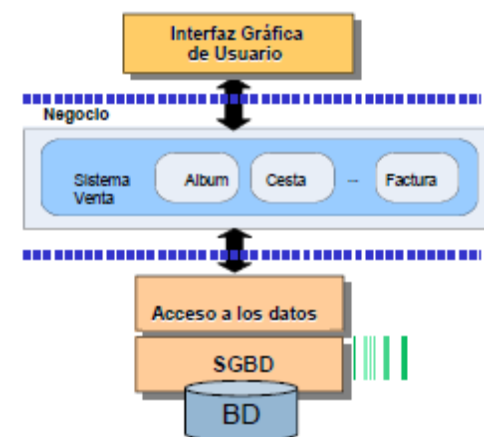 Interfaz Gráfica
de Usuario
Negocio
Sistema
Venta
Album
Cesta
...
Factura
Acceso a los datos
SGBD
BD